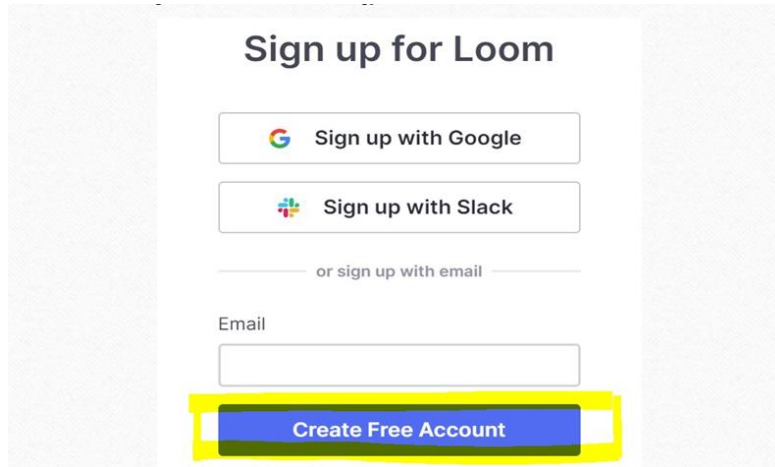 Sign up for Loom
Sign up with Google
Sign up with Slack
or sign up with email
Email
Create Free Account